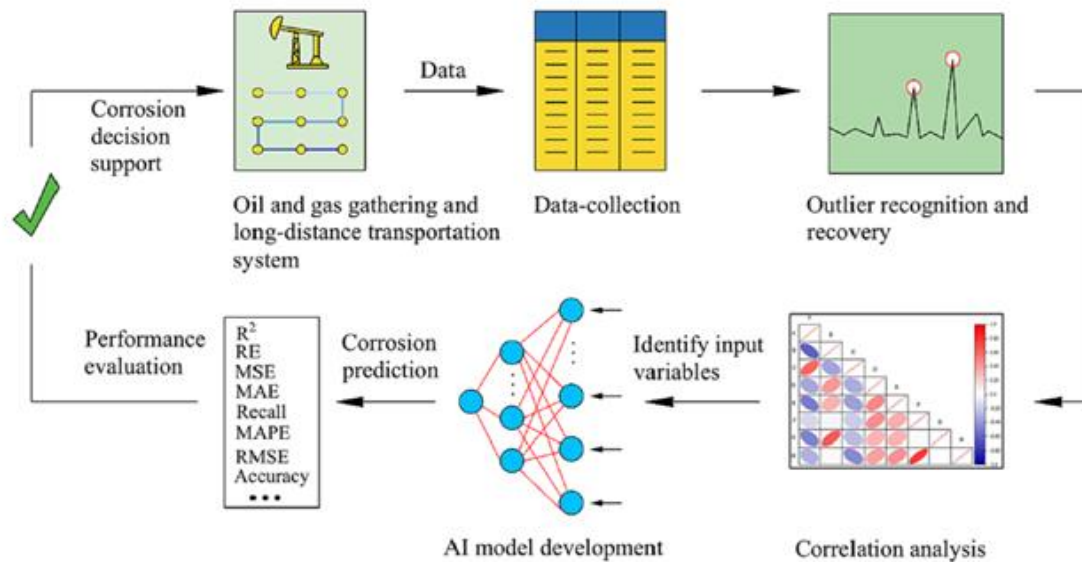 Corrosion
decision
support
Oil and gas gathering and
long-distance transportation
system
Data
Data-collection
Outlier recognition and
recovery
Performance
evaluation
R²
RE
MSE
MAE
Recall
MAPE
RMSE
Accuracy
•••
Corrosion
prediction
AI model development
Identify input
variables
Correlation analysis